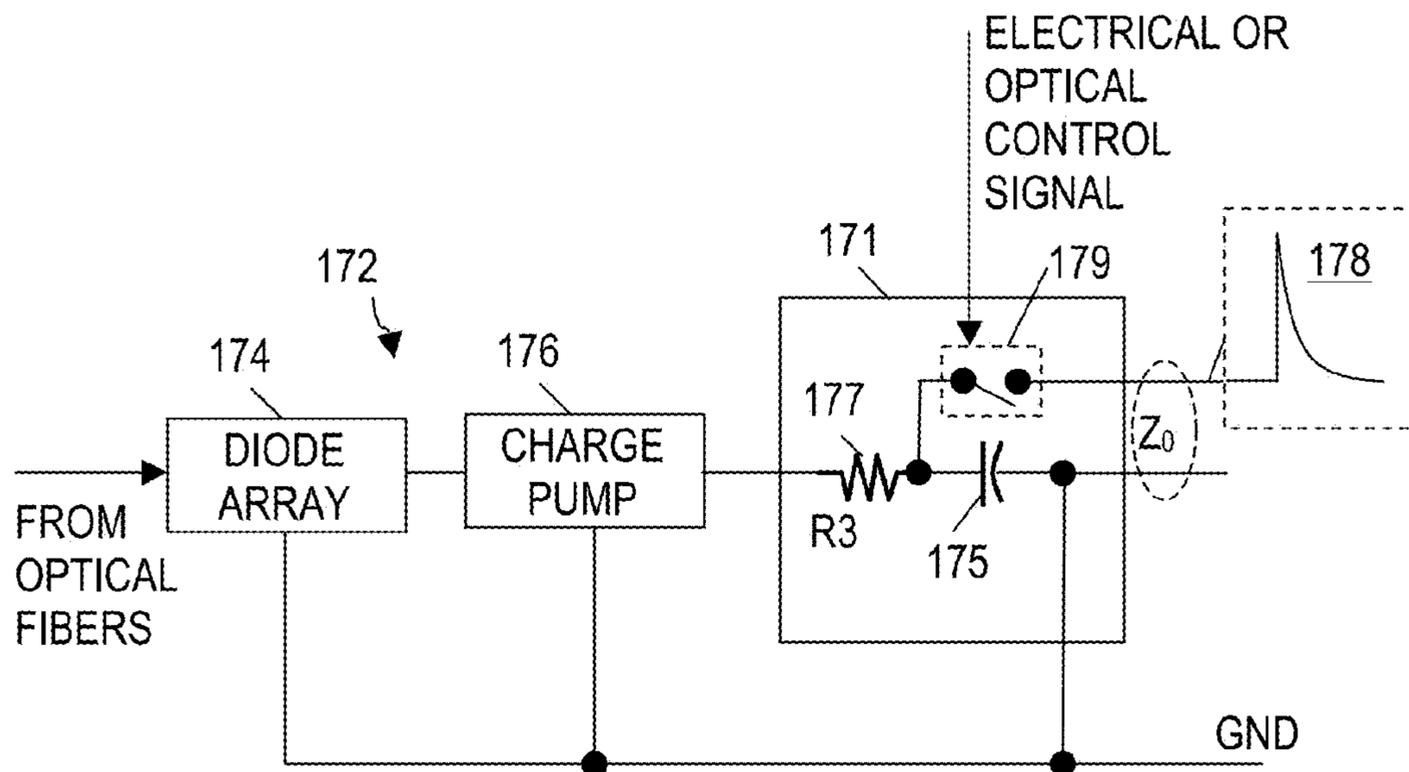 ELECTRICAL OR
OPTICAL
CONTROL
SIGNAL
171
179
178
172
174
176
177
DIODE
ARRAY
CHARGE
PUMP
Z0
FROM
OPTICAL
FIBERS
R3
175
GND